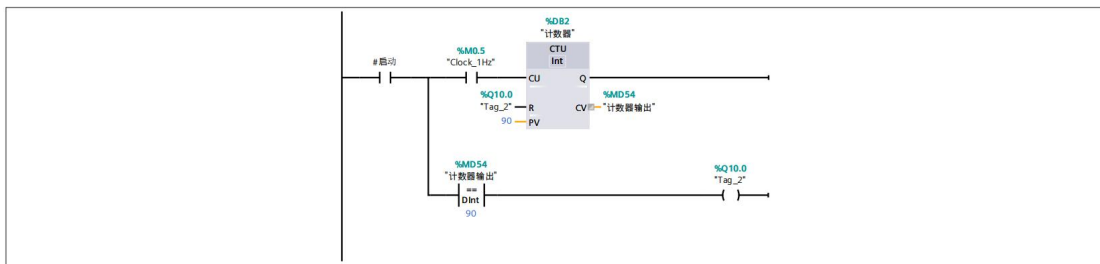 %DB2
"计数器"
#启动
%M0.5
"Clock_1Hz"
CTU
Int
CU
Q
%Q10.0
"Tag_2"
R
CV
%MD54
"计数器输出"
90
PV
%MD54
"计数器输出"
==
DInt
90
%Q10.0
"Tag_2"